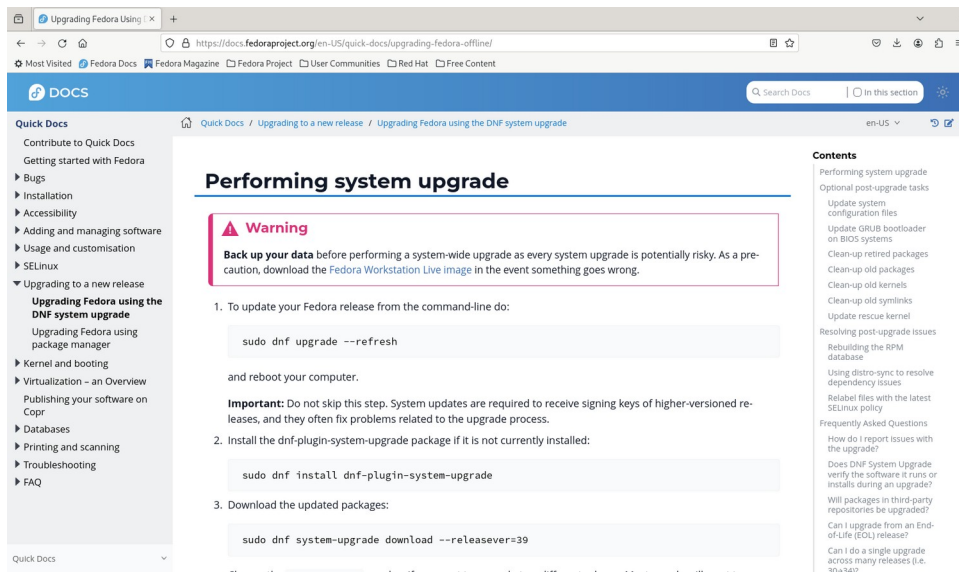 Upgrading Fedora Using
https://docs.fedoraproject.org/en-US/quick-docs/upgrading-fedora-offline/
Most Visited Fedora Docs Fedora Magazine Fedora Project User Communities Red Hat Free Content
DOCS
Search Docs In this section
Quick Docs
Contribute to Quick Docs
Getting started with Fedora
Bugs
Installation
Accessibility
Adding and managing software
Usage and customisation
SELinux
Upgrading to a new release
Upgrading Fedora using the
DNF system upgrade
Upgrading Fedora using
package manager
Kernel and booting
Virtualization – an Overview
Publishing your software on
Copr
Databases
Printing and scanning
Troubleshooting
FAQ
Quick Docs
Quick Docs / Upgrading to a new release / Upgrading Fedora using the DNF system upgrade
en-US
Performing system upgrade
Warning
Back up your data before performing a system-wide upgrade as every system upgrade is potentially risky. As a pre-
caution, download the Fedora Workstation Live image in the event something goes wrong.
1. To update your Fedora release from the command-line do:
sudo dnf upgrade --refresh
and reboot your computer.
Important: Do not skip this step. System updates are required to receive signing keys of higher-versioned re-
leases, and they often fix problems related to the upgrade process.
2. Install the dnf-plugin-system-upgrade package if it is not currently installed:
sudo dnf install dnf-plugin-system-upgrade
3. Download the updated packages:
sudo dnf system-upgrade download --releasever=39
Contents
Performing system upgrade
Optional post-upgrade tasks
Update system
configuration files
Update GRUB bootloader
on BIOS systems
Clean-up retired packages
Clean-up old packages
Clean-up old kernels
Clean-up old symlinks
Update rescue kernel
Resolving post-upgrade issues
Rebuilding the RPM
database
Using distro-sync to resolve
dependency issues
Relabel files with the latest
SELinux policy
Frequently Asked Questions
How do I report issues with
the upgrade?
Does DNF System Upgrade
verify the software it runs or
installs during an upgrade?
Will packages in third-party
repositories be upgraded?
Can I upgrade from an End-
of-Life (EOL) release?
Can I do a single upgrade
across many releases (i.e.
30→34)?